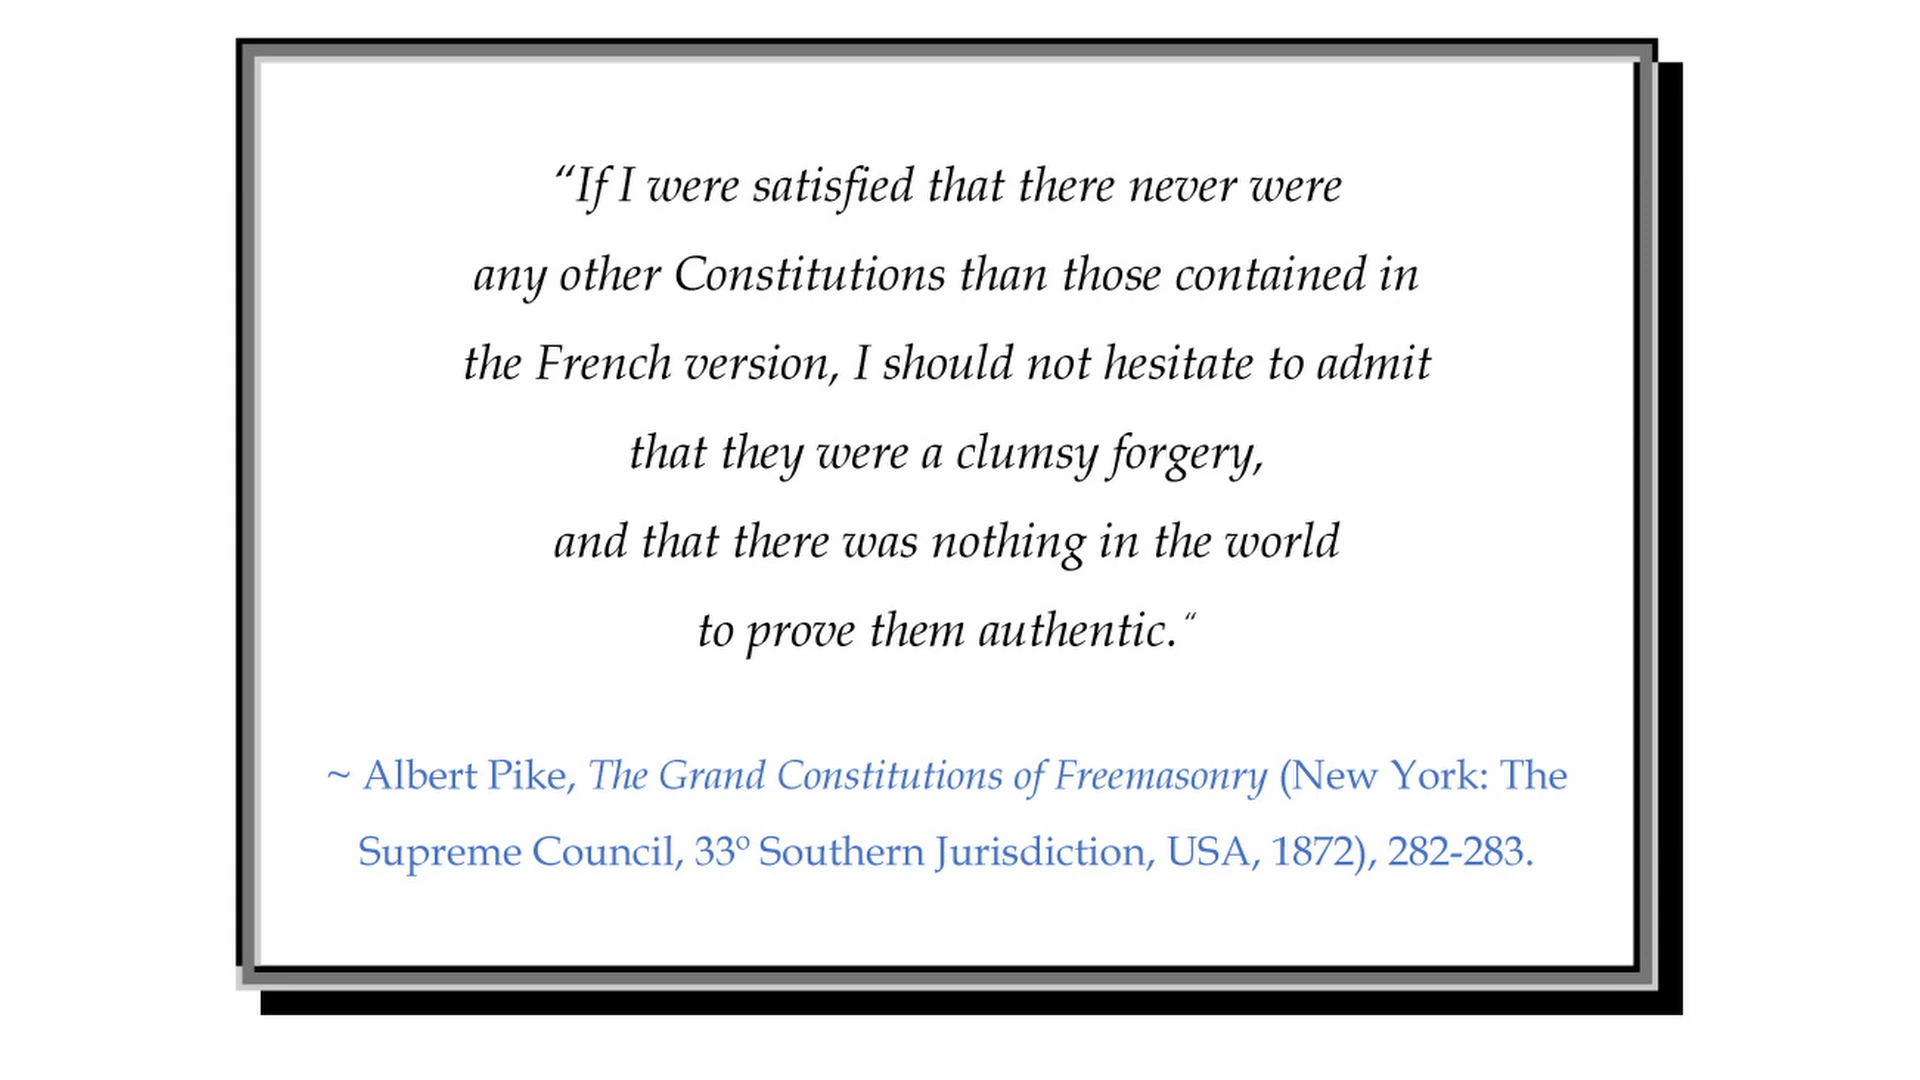 “If I were satisfied that there never were
any other Constitutions than those contained in
the French version, I should not hesitate to admit
that they were a clumsy forgery,
and that there was nothing in the world
to prove them authentic.“
~ Albert Pike, The Grand Constitutions of Freemasonry (New York: The
Supreme Council, 33º Southern Jurisdiction, USA, 1872), 282-283.